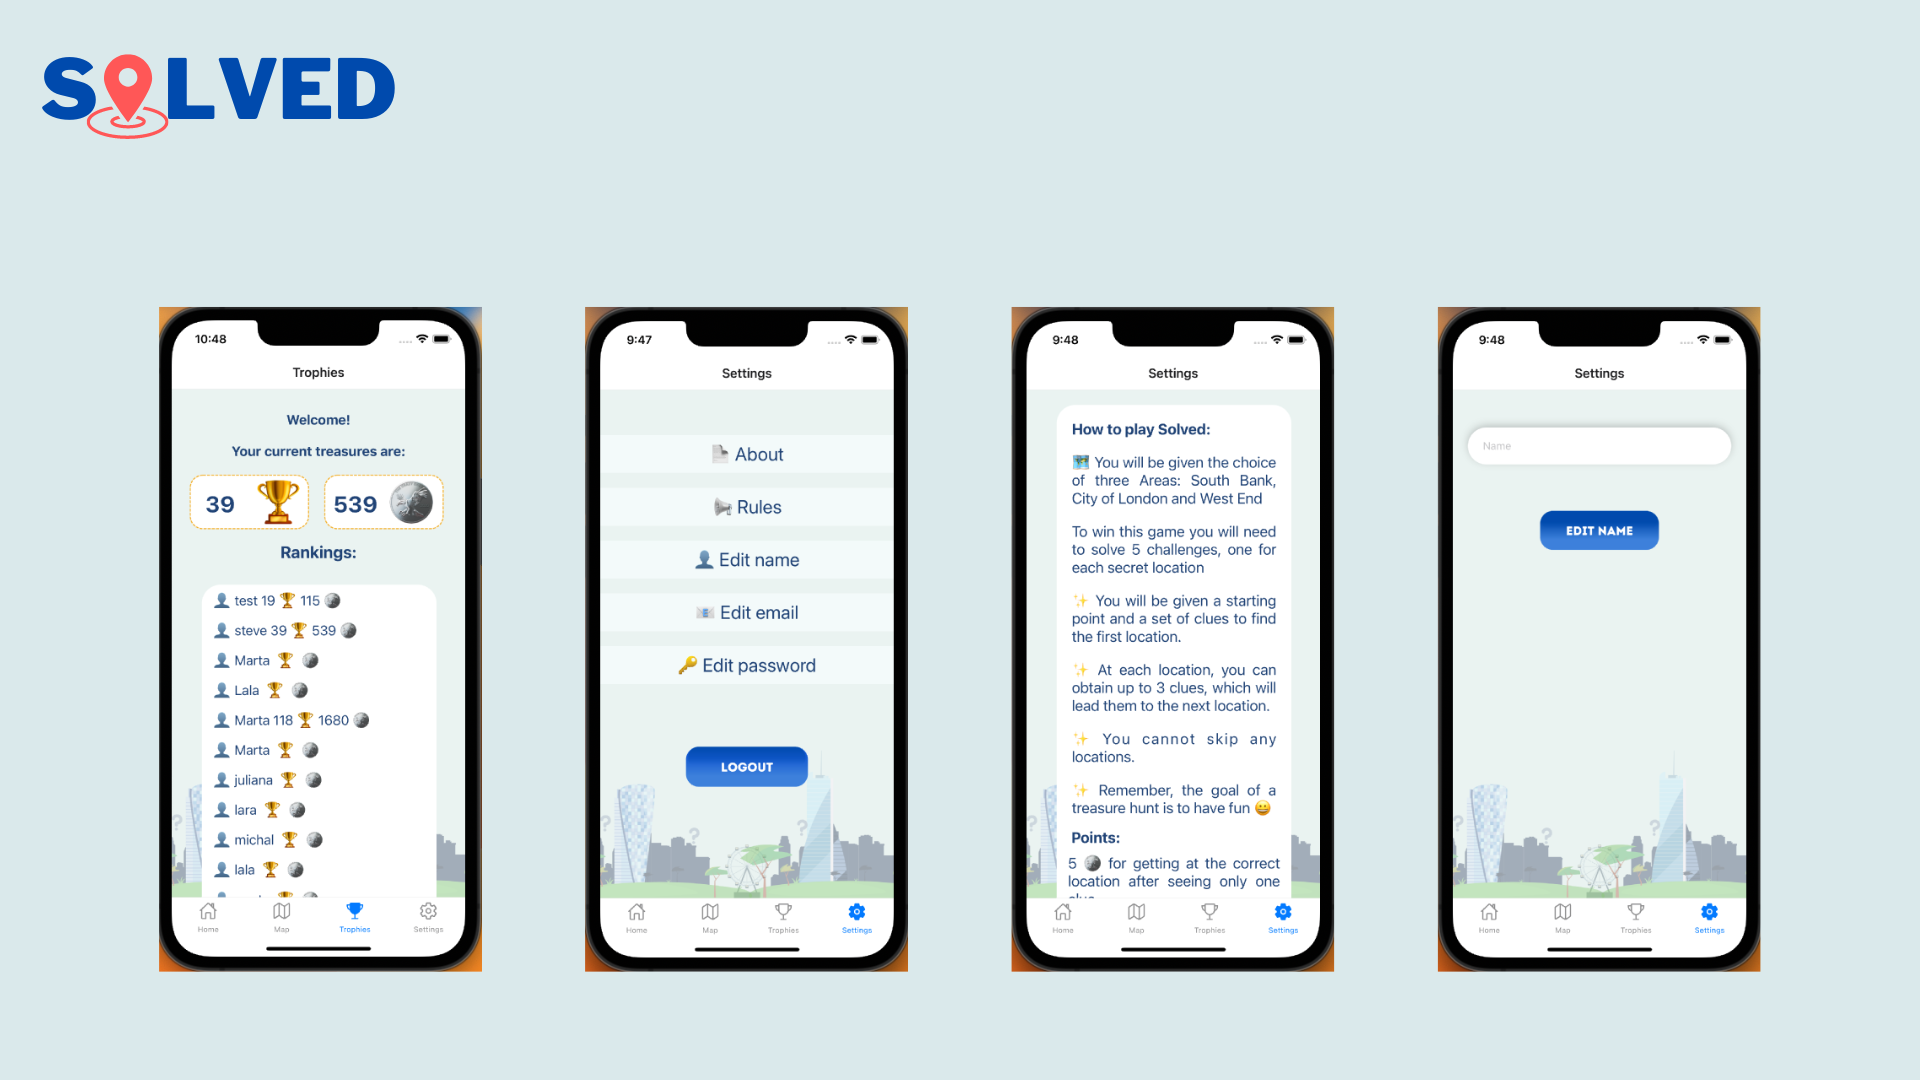 SOLVED
10:48
Trophies
Welcome!
Your current treasures are:
39
539
Rankings:
test 19 115
steve 39 539
Marta
Lala
Marta 118 1680
Marta
juliana
lara
michal
lala
Home Map Trophies Settings
9:47
Settings
About
Rules
Edit name
Edit email
Edit password
LOGOUT
Home Map Trophies Settings
9:48
Settings
How to play Solved:
You will be given the choice
of three Areas: South Bank,
City of London and West End
To win this game you will need
to solve 5 challenges, one for
each secret location
You will be given a starting
point and a set of clues to find
the first location.
At each location, you can
obtain up to 3 clues, which will
lead them to the next location.
You cannot skip any
locations.
Remember, the goal of a
treasure hunt is to have fun
Points:
5 for getting at the correct
location after seeing only one
Home Map Trophies Settings
9:48
Settings
Name
EDIT NAME
Home Map Trophies Settings